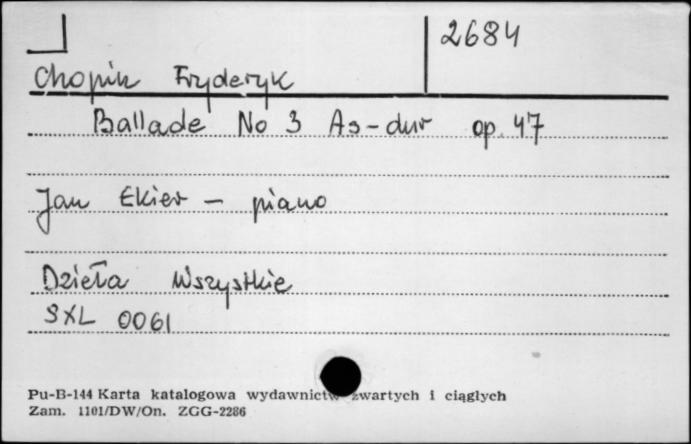 2684
Chopin Fryderyk
Ballade No 3 As-dur op. 47
Jan Ekier - piano
Dzieła Wszystkie
SXL 0061
Pu-B-144 Karta katalogowa wydawnictw zwartych i ciągłych
Zam. 1101/DW/On. ZGG-2286